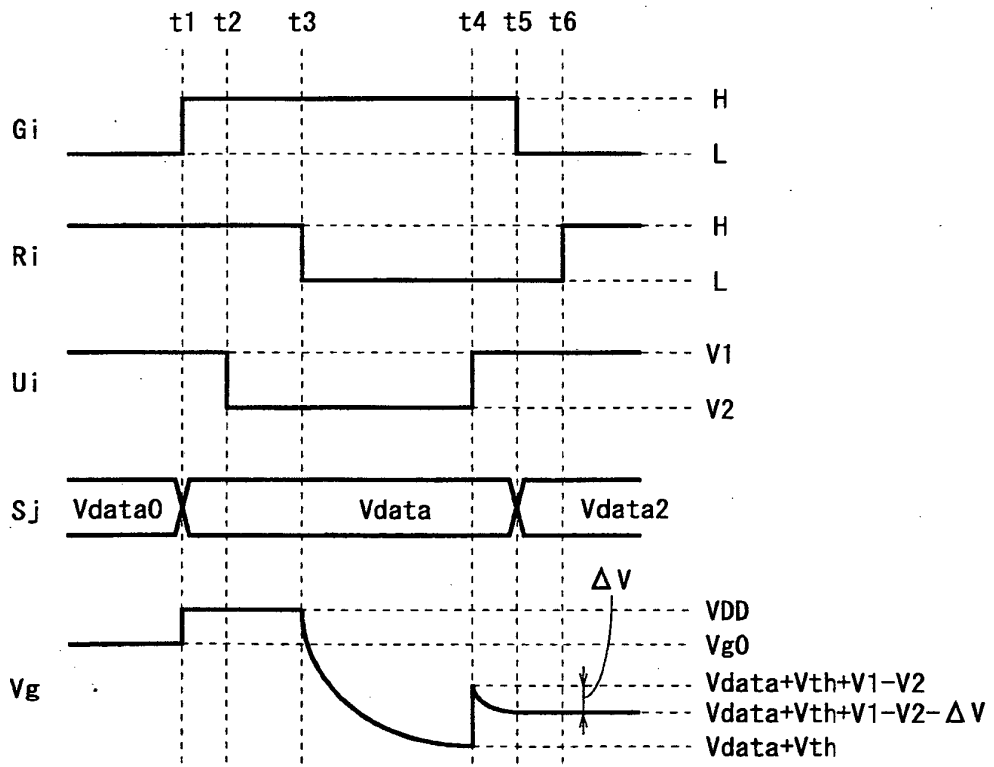 t1 t2 t3 t4 t5 t6
Gi
H
L
Ri
H
L
Ui
V1
V2
Sj
Vdata0
Vdata
Vdata2
ΔV
Vg
VDD
Vg0
Vdata+Vth+V1-V2
Vdata+Vth+V1-V2-ΔV
Vdata+Vth